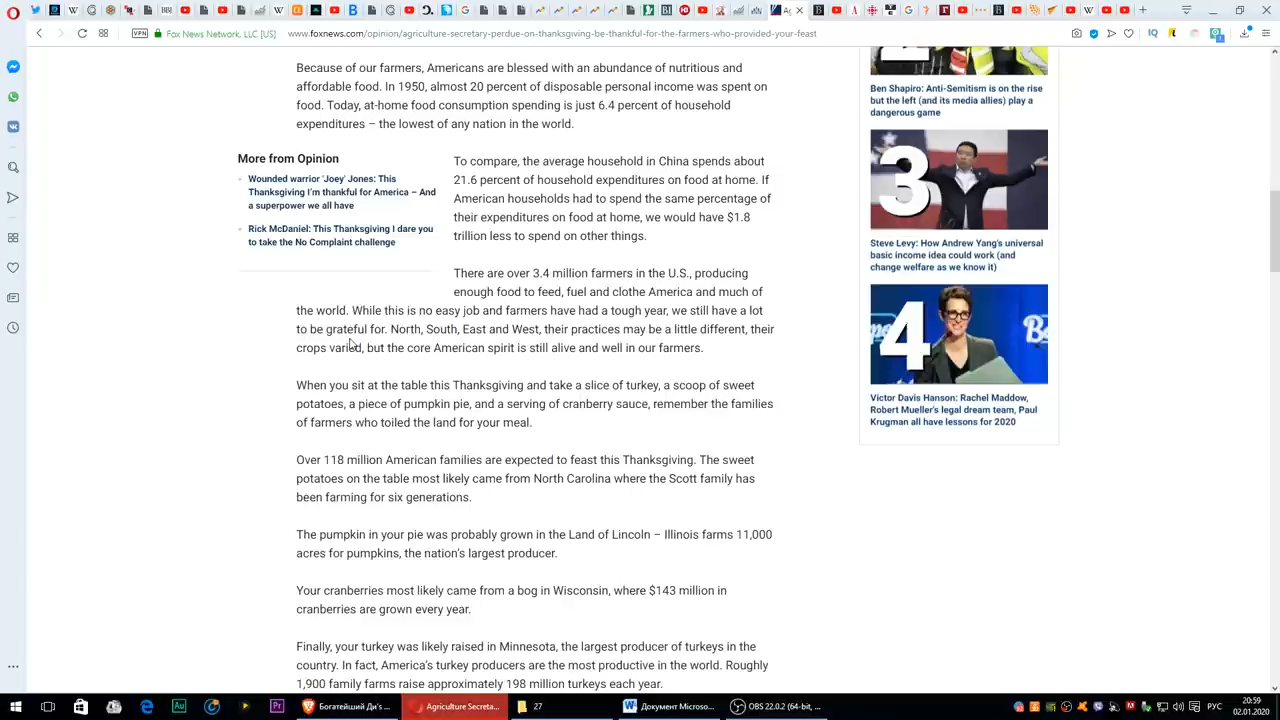 VPN
Fox News Network, LLC [US]
www.foxnews.com/opinion/agriculture-secretary-perdue-on-thanksgiving-be-thankful-for-the-farmers-who-provided-your-feast
Because of our farmers, Americans are blessed with an abundance of nutritious and
affordable food. In 1950, almost 20 percent of disposable personal income was spent on
food. Today, at-home food consumption spending is just 6.4 percent of household
expenditures – the lowest of any nation in the world.
More from Opinion
Wounded warrior 'Joey' Jones: This
Thanksgiving I'm thankful for America – And
a superpower we all have
Rick McDaniel: This Thanksgiving I dare you
to take the No Complaint challenge
To compare, the average household in China spends about
21.6 percent of household expenditures on food at home. If
American households had to spend the same percentage of
their expenditures on food at home, we would have $1.8
trillion less to spend on other things.
There are over 3.4 million farmers in the U.S., producing
enough food to feed, fuel and clothe America and much of
the world. While this is no easy job and farmers have had a tough year, we still have a lot
to be grateful for. North, South, East and West, their practices may be a little different, their
crops varied, but the core American spirit is still alive and well in our farmers.
When you sit at the table this Thanksgiving and take a slice of turkey, a scoop of sweet
potatoes, a piece of pumpkin pie, and a serving of cranberry sauce, remember the families
of farmers who toiled the land for your meal.
Over 118 million American families are expected to feast this Thanksgiving. The sweet
potatoes on the table most likely came from North Carolina where the Scott family has
been farming for six generations.
The pumpkin in your pie was probably grown in the Land of Lincoln – Illinois farms 11,000
acres for pumpkins, the nation's largest producer.
Your cranberries most likely came from a bog in Wisconsin, where $143 million in
cranberries are grown every year.
Finally, your turkey was likely raised in Minnesota, the largest producer of turkeys in the
country. In fact, America's turkey producers are the most productive in the world. Roughly
1,900 family farms raise approximately 198 million turkeys each year.
Ben Shapiro: Anti-Semitism is on the rise
but the left (and its media allies) play a
dangerous game
3
Steve Levy: How Andrew Yang's universal
basic income idea could work (and
change welfare as we know it)
4
Victor Davis Hanson: Rachel Maddow,
Robert Mueller's legal dream team, Paul
Krugman all have lessons for 2020
Au
Pr
Богатейший Ди's ...
Agriculture Secreta...
27
Документ Microso...
OBS 22.0.2 (64-bit, ...
РУС
20:59
02.01.2020